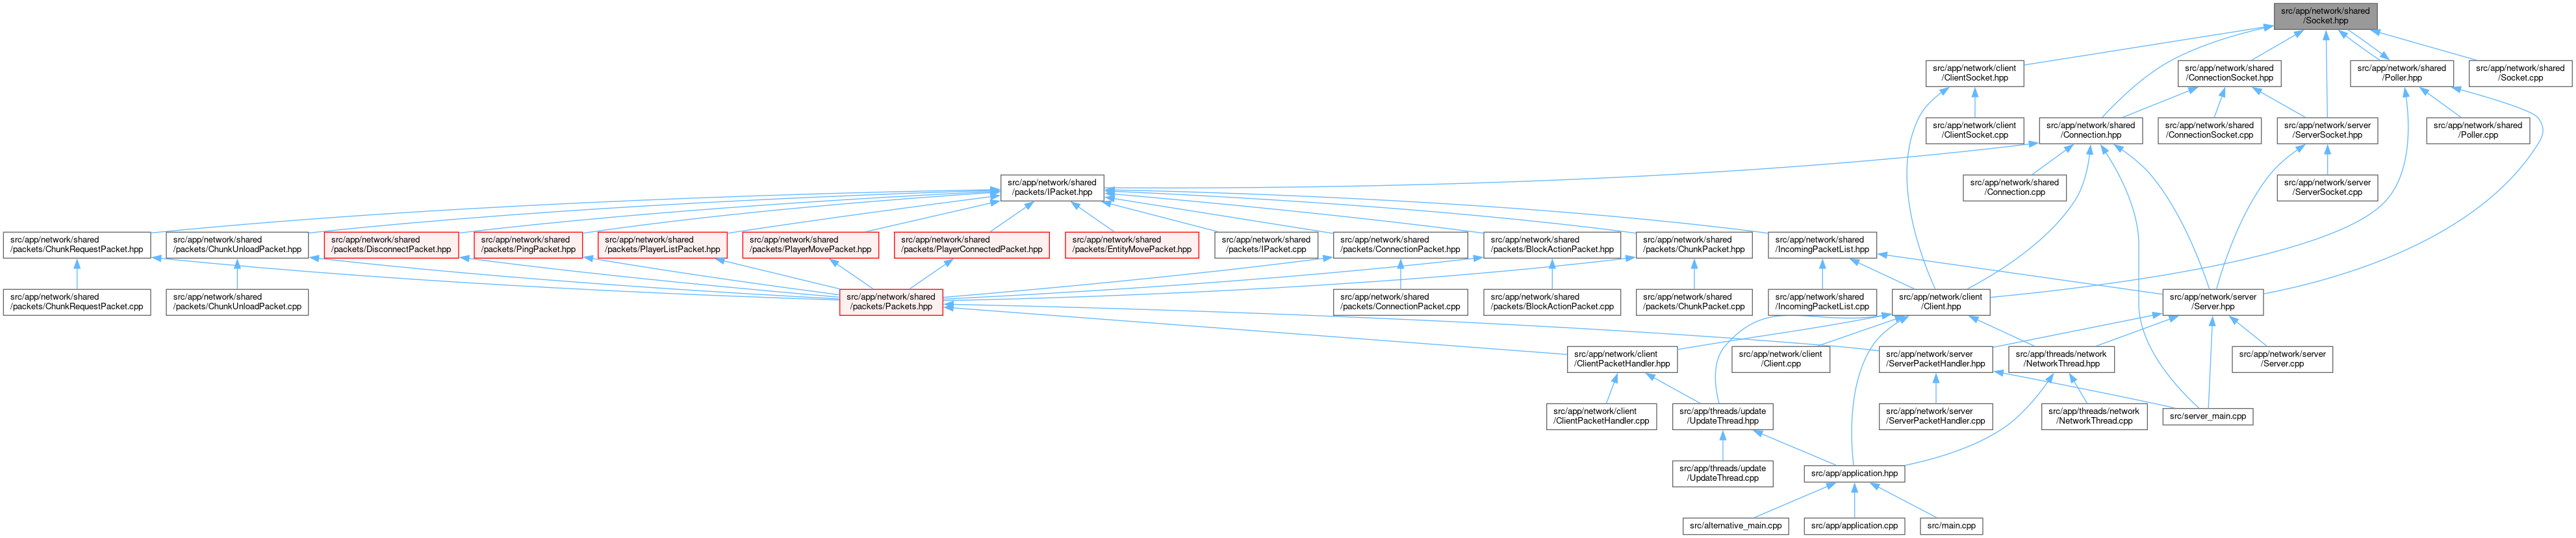 src/app/network/shared
/Socket.hpp
src/app/network/client
/ClientSocket.hpp
src/app/network/shared
/ConnectionSocket.hpp
src/app/network/shared
/Poller.hpp
src/app/network/shared
/Socket.cpp
src/app/network/client
/ClientSocket.cpp
src/app/network/shared
/Connection.hpp
src/app/network/shared
/ConnectionSocket.cpp
src/app/network/server
/ServerSocket.hpp
src/app/network/shared
/Poller.cpp
src/app/network/shared
/packets/IPacket.hpp
src/app/network/shared
/Connection.cpp
src/app/network/server
/ServerSocket.cpp
src/app/network/shared
/packets/ChunkRequestPacket.hpp
src/app/network/shared
/packets/ChunkUnloadPacket.hpp
src/app/network/shared
/packets/DisconnectPacket.hpp
src/app/network/shared
/packets/PingPacket.hpp
src/app/network/shared
/packets/PlayerListPacket.hpp
src/app/network/shared
/packets/PlayerMovePacket.hpp
src/app/network/shared
/packets/PlayerConnectedPacket.hpp
src/app/network/shared
/packets/EntityMovePacket.hpp
src/app/network/shared
/packets/IPacket.cpp
src/app/network/shared
/packets/ConnectionPacket.hpp
src/app/network/shared
/packets/BlockActionPacket.hpp
src/app/network/shared
/packets/ChunkPacket.hpp
src/app/network/shared
/IncomingPacketList.hpp
src/app/network/shared
/packets/ChunkRequestPacket.cpp
src/app/network/shared
/packets/ChunkUnloadPacket.cpp
src/app/network/shared
/packets/Packets.hpp
src/app/network/shared
/packets/ConnectionPacket.cpp
src/app/network/shared
/packets/BlockActionPacket.cpp
src/app/network/shared
/packets/ChunkPacket.cpp
src/app/network/shared
/IncomingPacketList.cpp
src/app/network/client
/Client.hpp
src/app/network/server
/Server.hpp
src/app/network/client
/ClientPacketHandler.hpp
src/app/network/client
/Client.cpp
src/app/network/server
/ServerPacketHandler.hpp
src/app/threads/network
/NetworkThread.hpp
src/app/network/server
/Server.cpp
src/app/network/client
/ClientPacketHandler.cpp
src/app/threads/update
/UpdateThread.hpp
src/app/network/server
/ServerPacketHandler.cpp
src/app/threads/network
/NetworkThread.cpp
src/server_main.cpp
src/app/threads/update
/UpdateThread.cpp
src/app/application.hpp
src/alternative_main.cpp
src/app/application.cpp
src/main.cpp